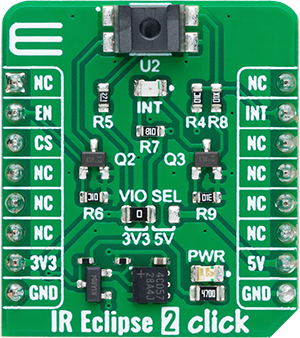 U2
NC
NC
INT
EN
INT
R5
R4 R8
R7
CS
NC
Q2
Q3
NC
NC
NC
NC
R6
VIO SEL
R9
NC
NC
3V3 5V
3V3
PWR
5V
GND
GND
IR Eclipse 2 click